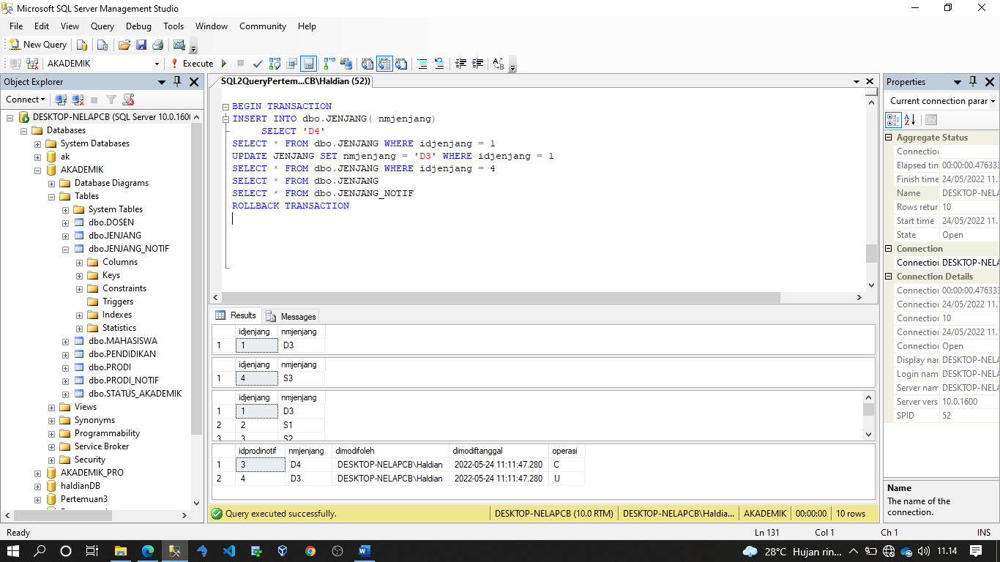 Microsoft SQL Server Management Studio
File Edit View Query Debug Tools Window Community Help
New Query
AKADEMIK
Execute
Object Explorer
Connect
DESKTOP-NELAPCB (SQL Server 10.0.1600
Databases
System Databases
ak
AKADEMIK
Database Diagrams
Tables
System Tables
dbo.DOSEN
dbo.JENJANG
dbo.JENJANG_NOTIF
Columns
Keys
Constraints
Triggers
Indexes
Statistics
dbo.MAHASISWA
dbo.PENDIDIKAN
dbo.PRODI
dbo.PRODI_NOTIF
dbo.STATUS_AKADEMIK
Views
Synonyms
Programmability
Service Broker
Security
AKADEMIK_PRO
haldianDB
Pertemuan3
SQL2QueryPertem...CB\Haldian (52))
BEGIN TRANSACTION
INSERT INTO dbo.JENJANG( nmjenjang)
SELECT 'D4'
SELECT * FROM dbo.JENJANG WHERE idjenjang = 1
UPDATE JENJANG SET nmjenjang = 'D3' WHERE idjenjang = 1
SELECT * FROM dbo.JENJANG WHERE idjenjang = 4
SELECT * FROM dbo.JENJANG
SELECT * FROM dbo.JENJANG_NOTIF
ROLLBACK TRANSACTION
Results Messages
idjenjang nmjenjang
1 1 D3
idjenjang nmjenjang
1 4 S3
idjenjang nmjenjang
1 1 D3
2 2 S1
3 3 S2
idprodinotif nmjenjang dimodifoleh dimodiftanggal operasi
1 3 D4 DESKTOP-NELAPCB\Haldian 2022-05-24 11:11:47.280 C
2 4 D3 DESKTOP-NELAPCB\Haldian 2022-05-24 11:11:47.280 U
Query executed successfully. DESKTOP-NELAPCB (10.0 RTM) DESKTOP-NELAPCB\Haldia... AKADEMIK 00:00:00 10 rows
Properties
Current connection parar
Aggregate Status
Connection
Elapsed tim 00:00:00.476333
Finish time 24/05/2022 11.
Name DESKTOP-NELA
Rows retur 10
Start time 24/05/2022 11.
State Open
Connection
Connection DESKTOP-NELA
Connection Details
Connection 00:00:00.476333
Connection 24/05/2022 11.
Connection 10
Connection 24/05/2022 11.
Connection Open
Display nar DESKTOP-NELA
Login nam DESKTOP-NELA
Server nam DESKTOP-NELA
Server vers 10.0.1600
SPID 52
Name
The name of the
connection.
Ready Ln 131 Col 1 Ch 1 INS
28°C Hujan rin... 11.14